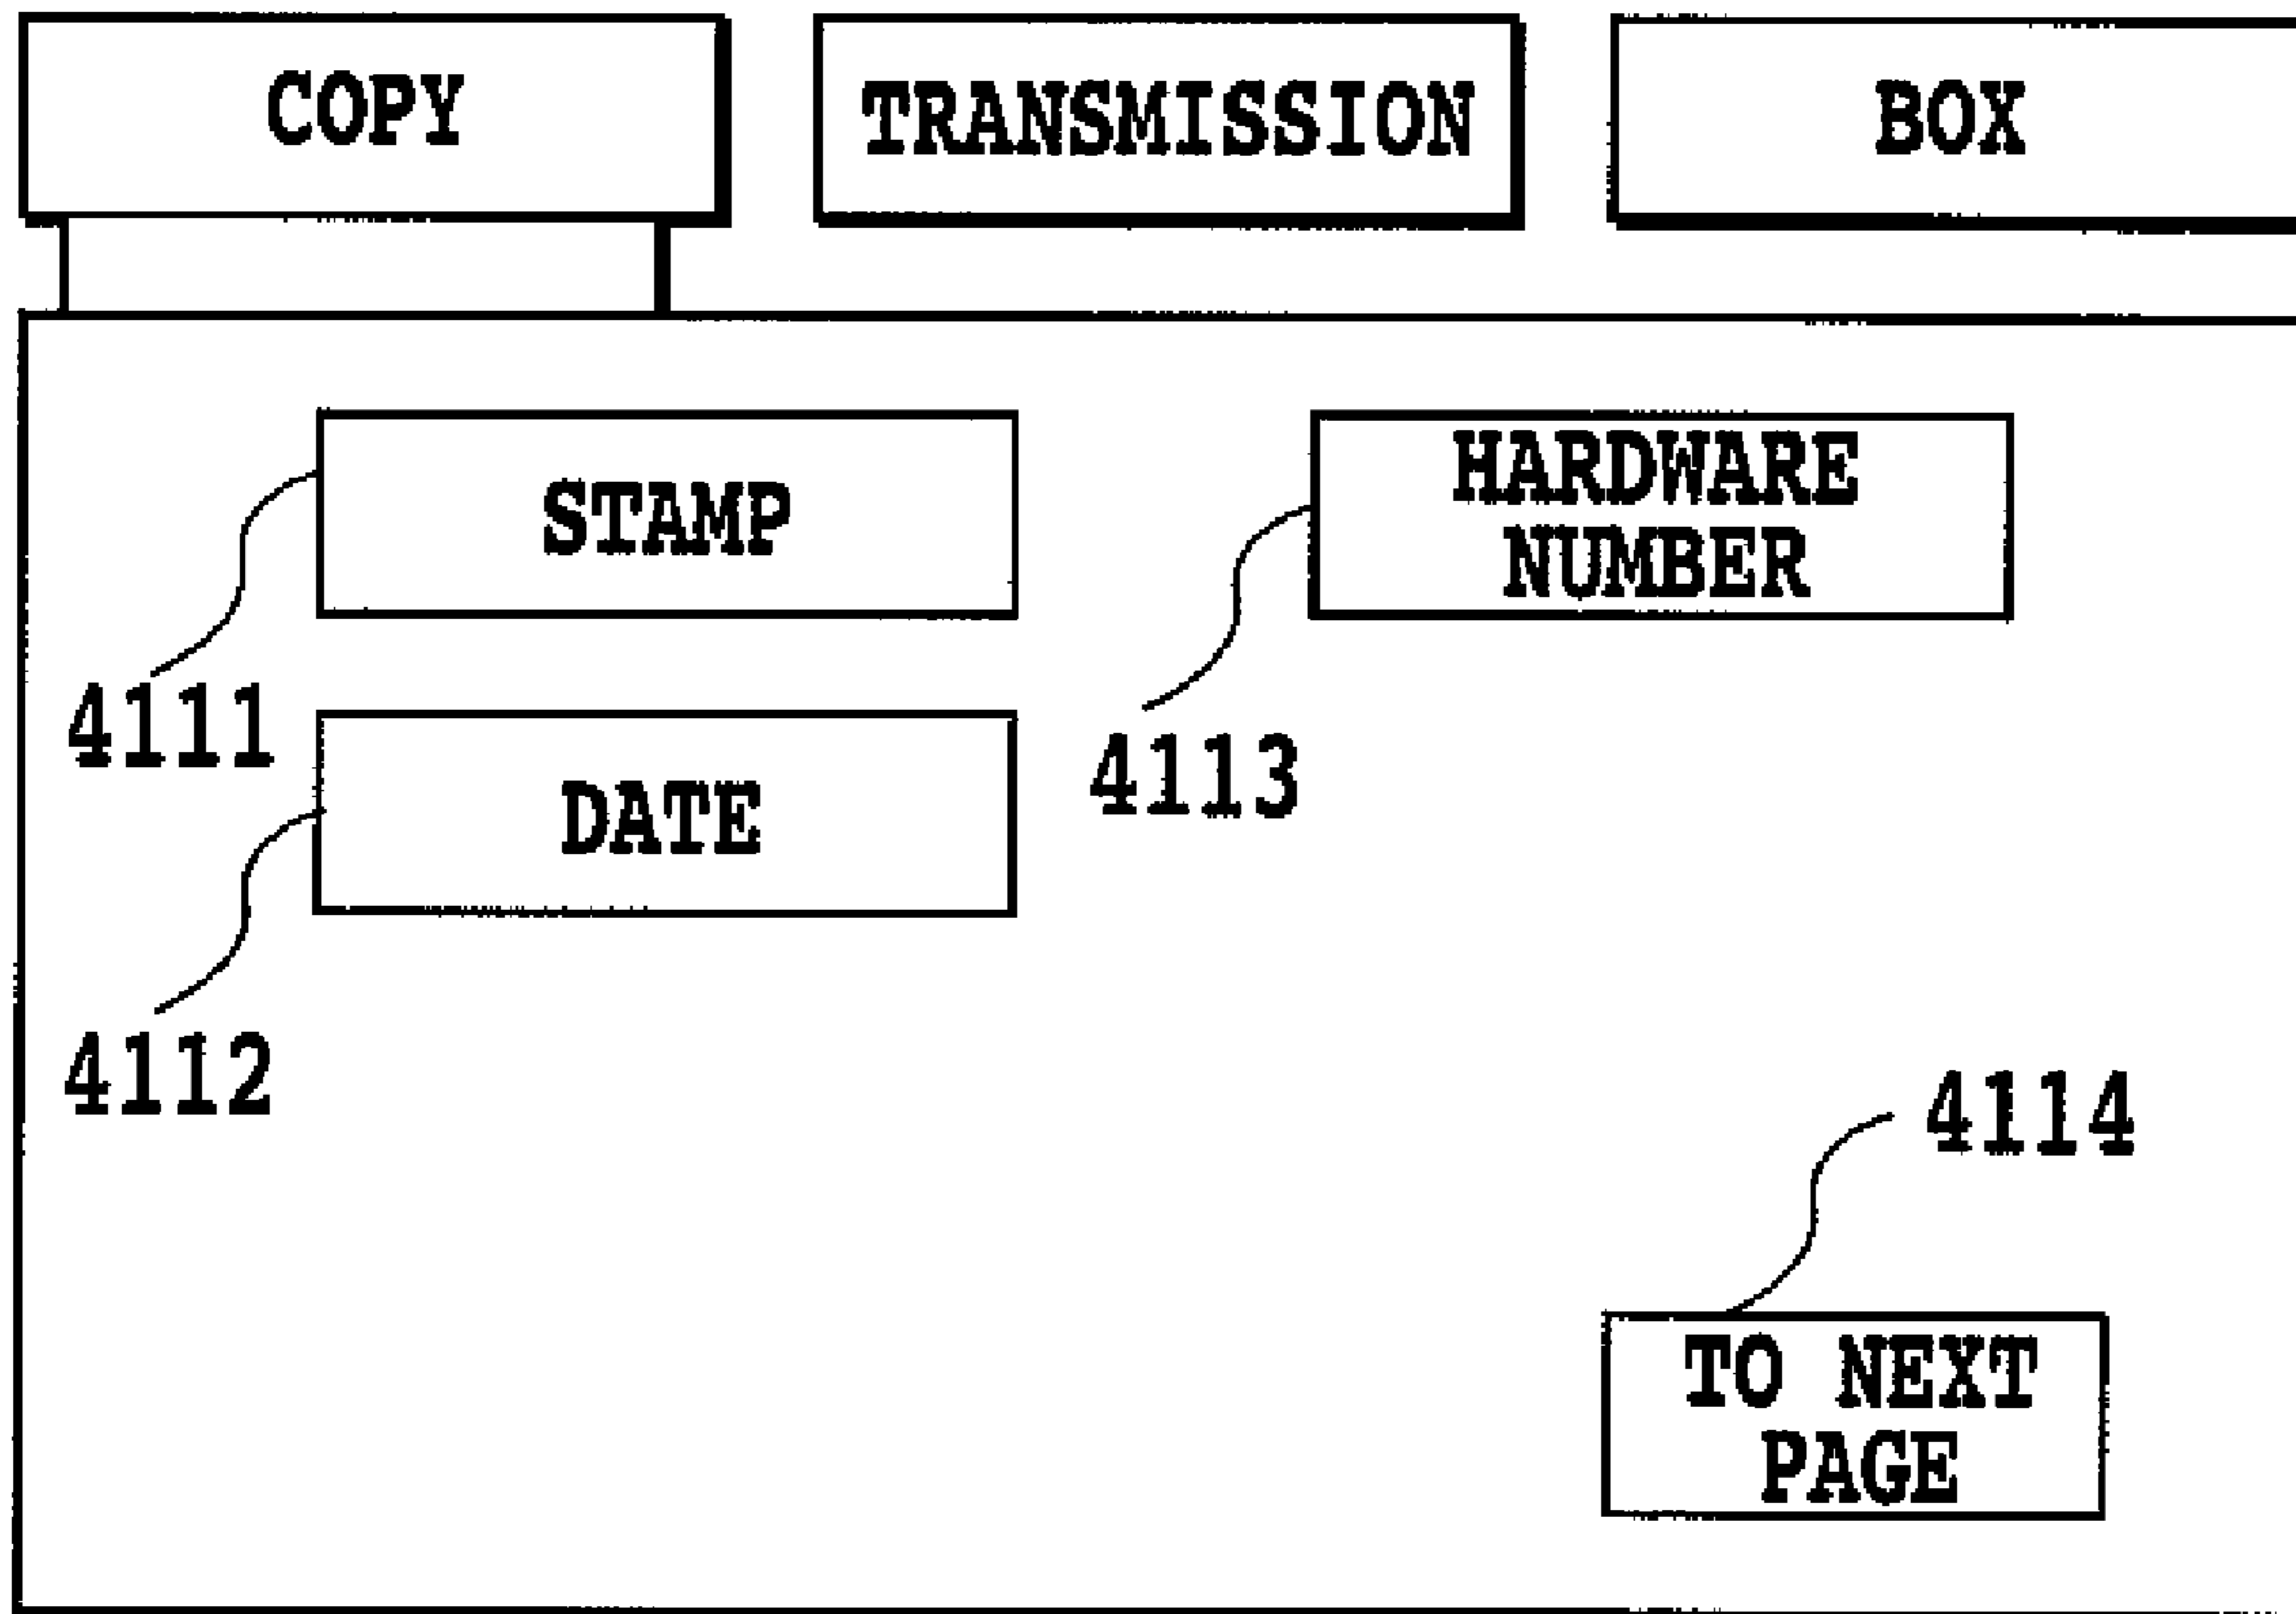 COPY
TRANSMISSION
BOX
STAMP
HARDWARE
NUMBER
4111
4113
DATE
4112
4114
TO NEXT
PAGE